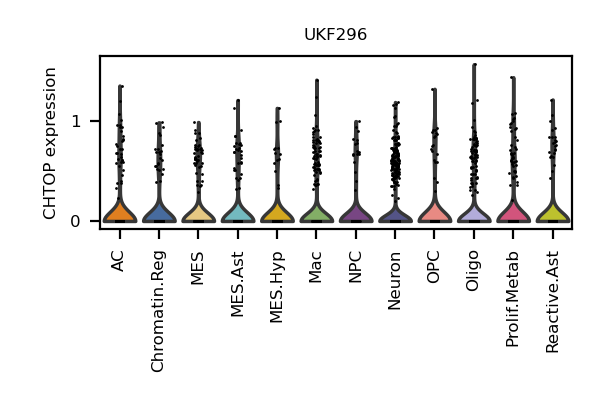 UKF296
CHTOP expression
1
0
AC
Chromatin.Reg
MES
MES.Ast
MES.Hyp
Mac
NPC
Neuron
OPC
Oligo
Prolif.Metab
Reactive.Ast